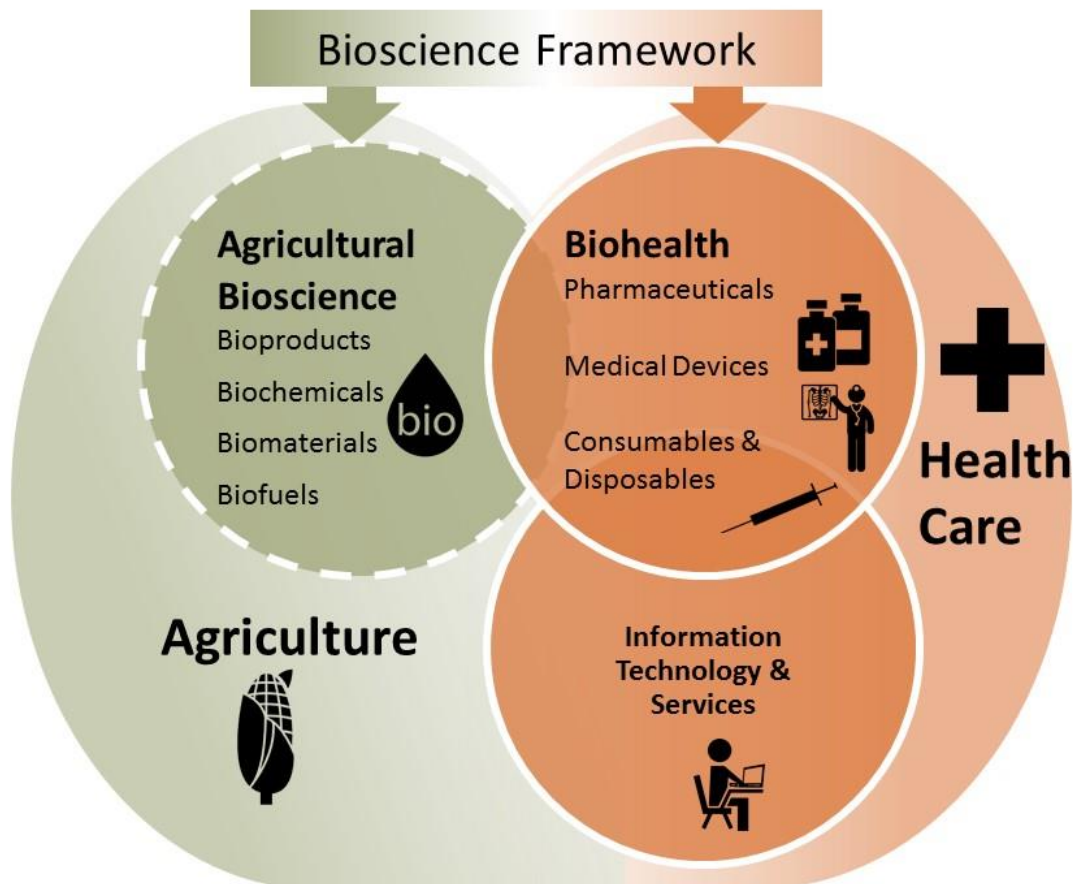 Bioscience Framework
Agricultural
Bioscience
Bioproducts
Biochemicals
Biomaterials
Biofuels
bio
Biohealth
Pharmaceuticals
Medical Devices
Consumables &
Disposables
Health
Care
Agriculture
Information
Technology &
Services